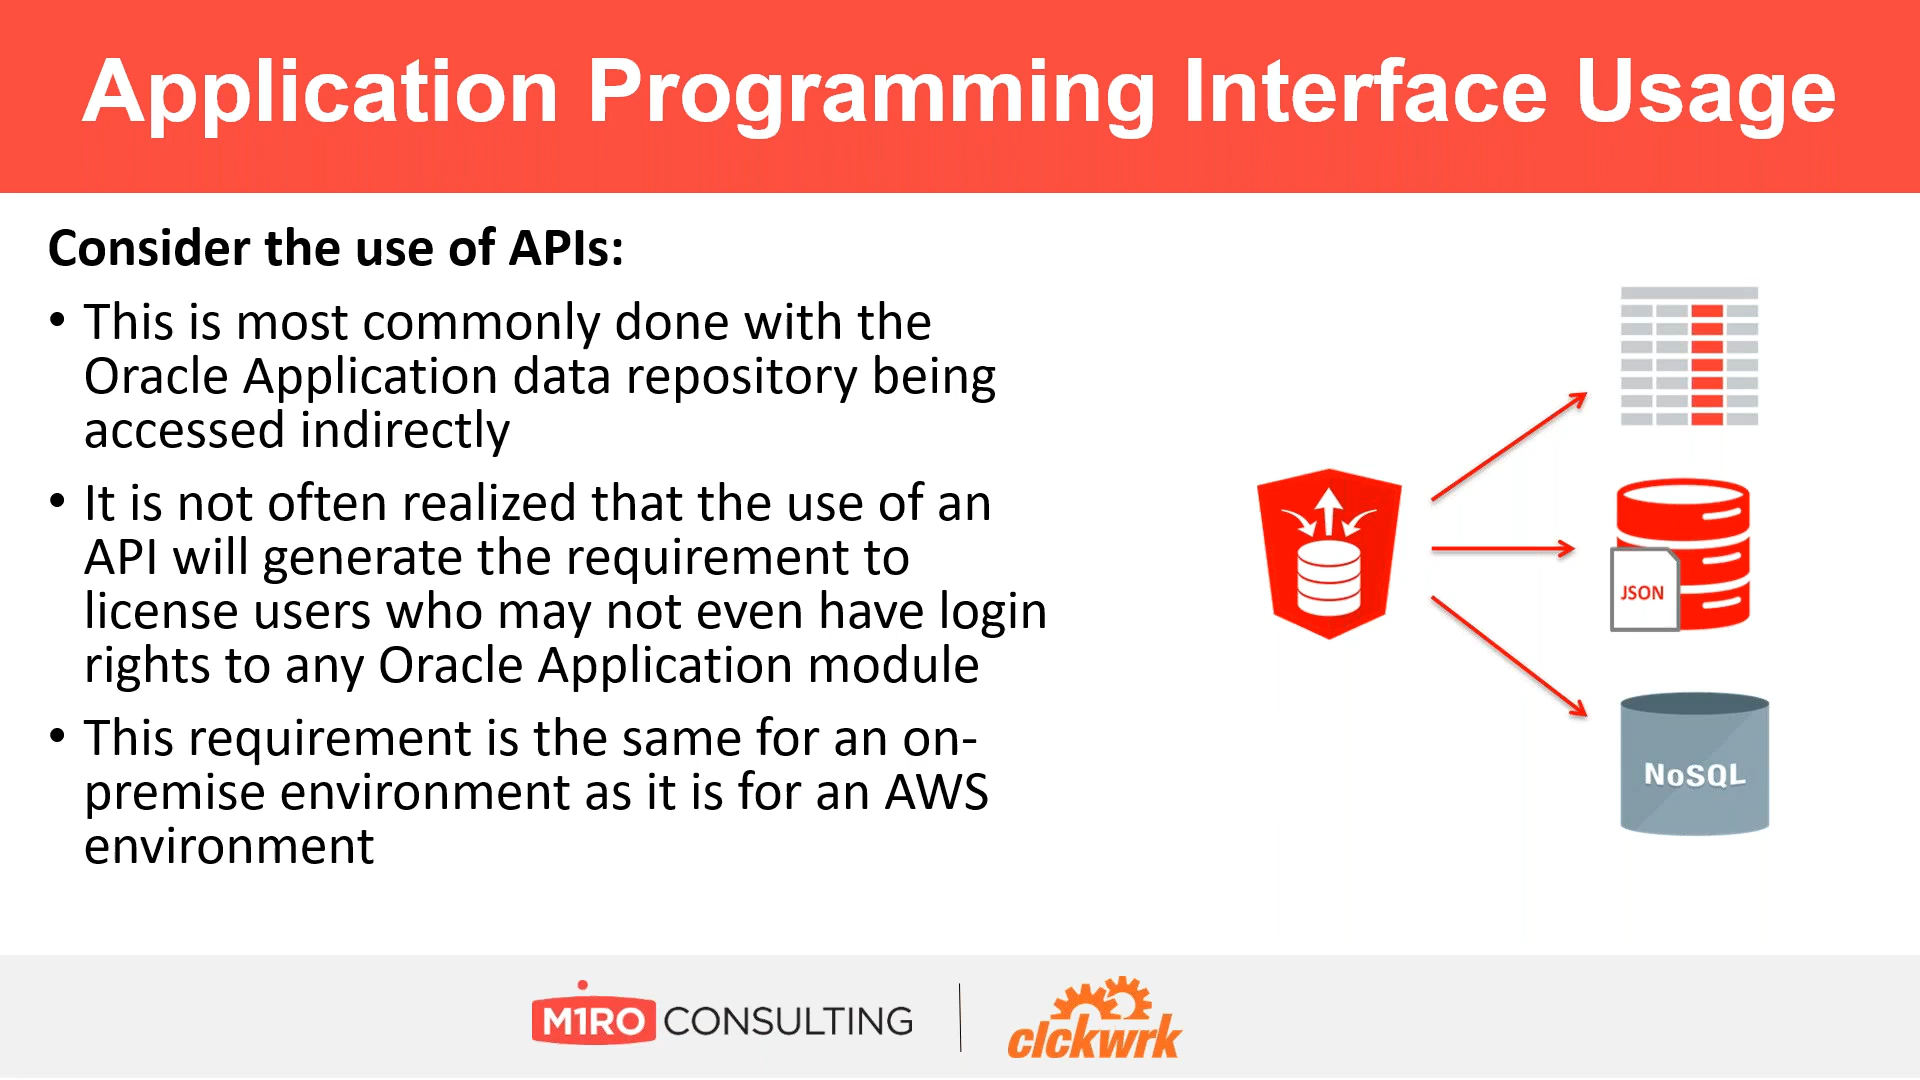 Application Programming Interface Usage
Consider the use of APIs:
• This is most commonly done with the
Oracle Application data repository being
accessed indirectly
• It is not often realized that the use of an
API will generate the requirement to
license users who may not even have login
rights to any Oracle Application module
• This requirement is the same for an on-
premise environment as it is for an AWS
environment
JSON
NoSQL
M1RO CONSULTING
clckwrk